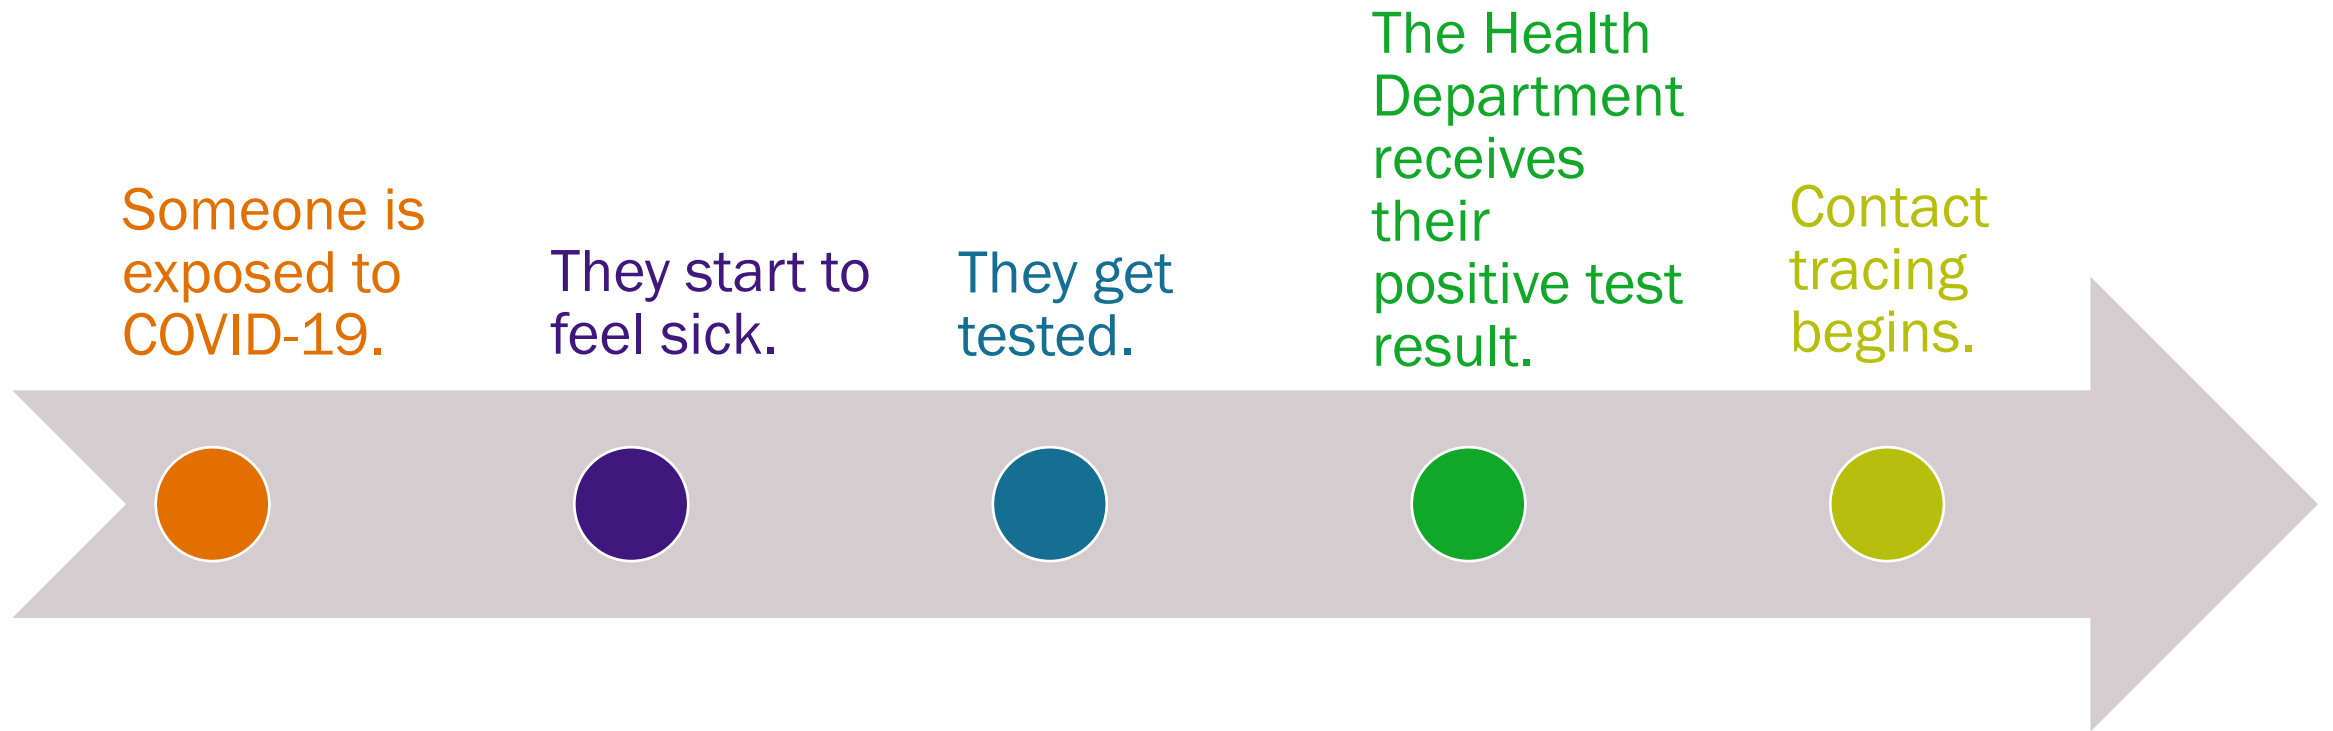 Someone is
exposed to
COVID-19.
They start to
feel sick.
They get
tested.
The Health
Department
receives
their
positive test
result.
Contact
tracing
begins.